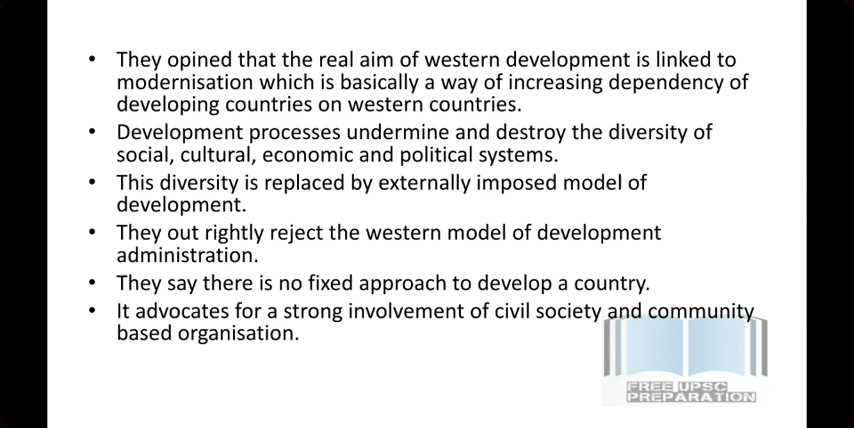 • They opined that the real aim of western development is linked to
modernisation which is basically a way of increasing dependency of
developing countries on western countries.
• Development processes undermine and destroy the diversity of
social, cultural, economic and political systems.
• This diversity is replaced by externally imposed model of
development.
• They out rightly reject the western model of development
administration.
• They say there is no fixed approach to develop a country.
• It advocates for a strong involvement of civil society and community
based organisation.
FREE UPSC
PREPARATION